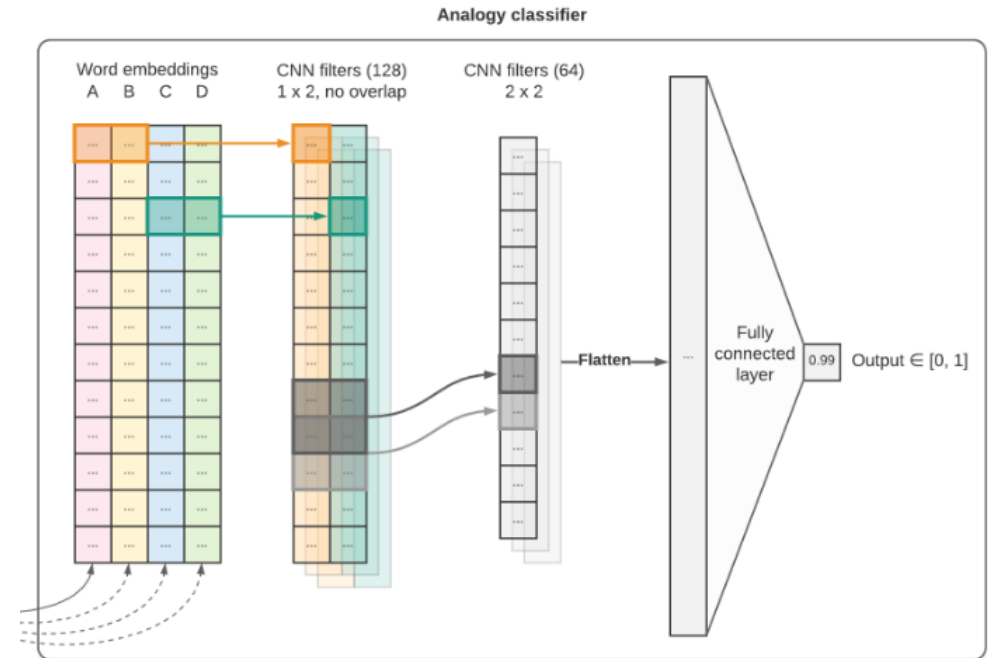 Analogy classifier
Word embeddings
A B C D
CNN filters (128)
1 x 2, no overlap
CNN filters (64)
2 x 2
Flatten
...
Fully
connected
layer
0.99
Output ∈ [0, 1]